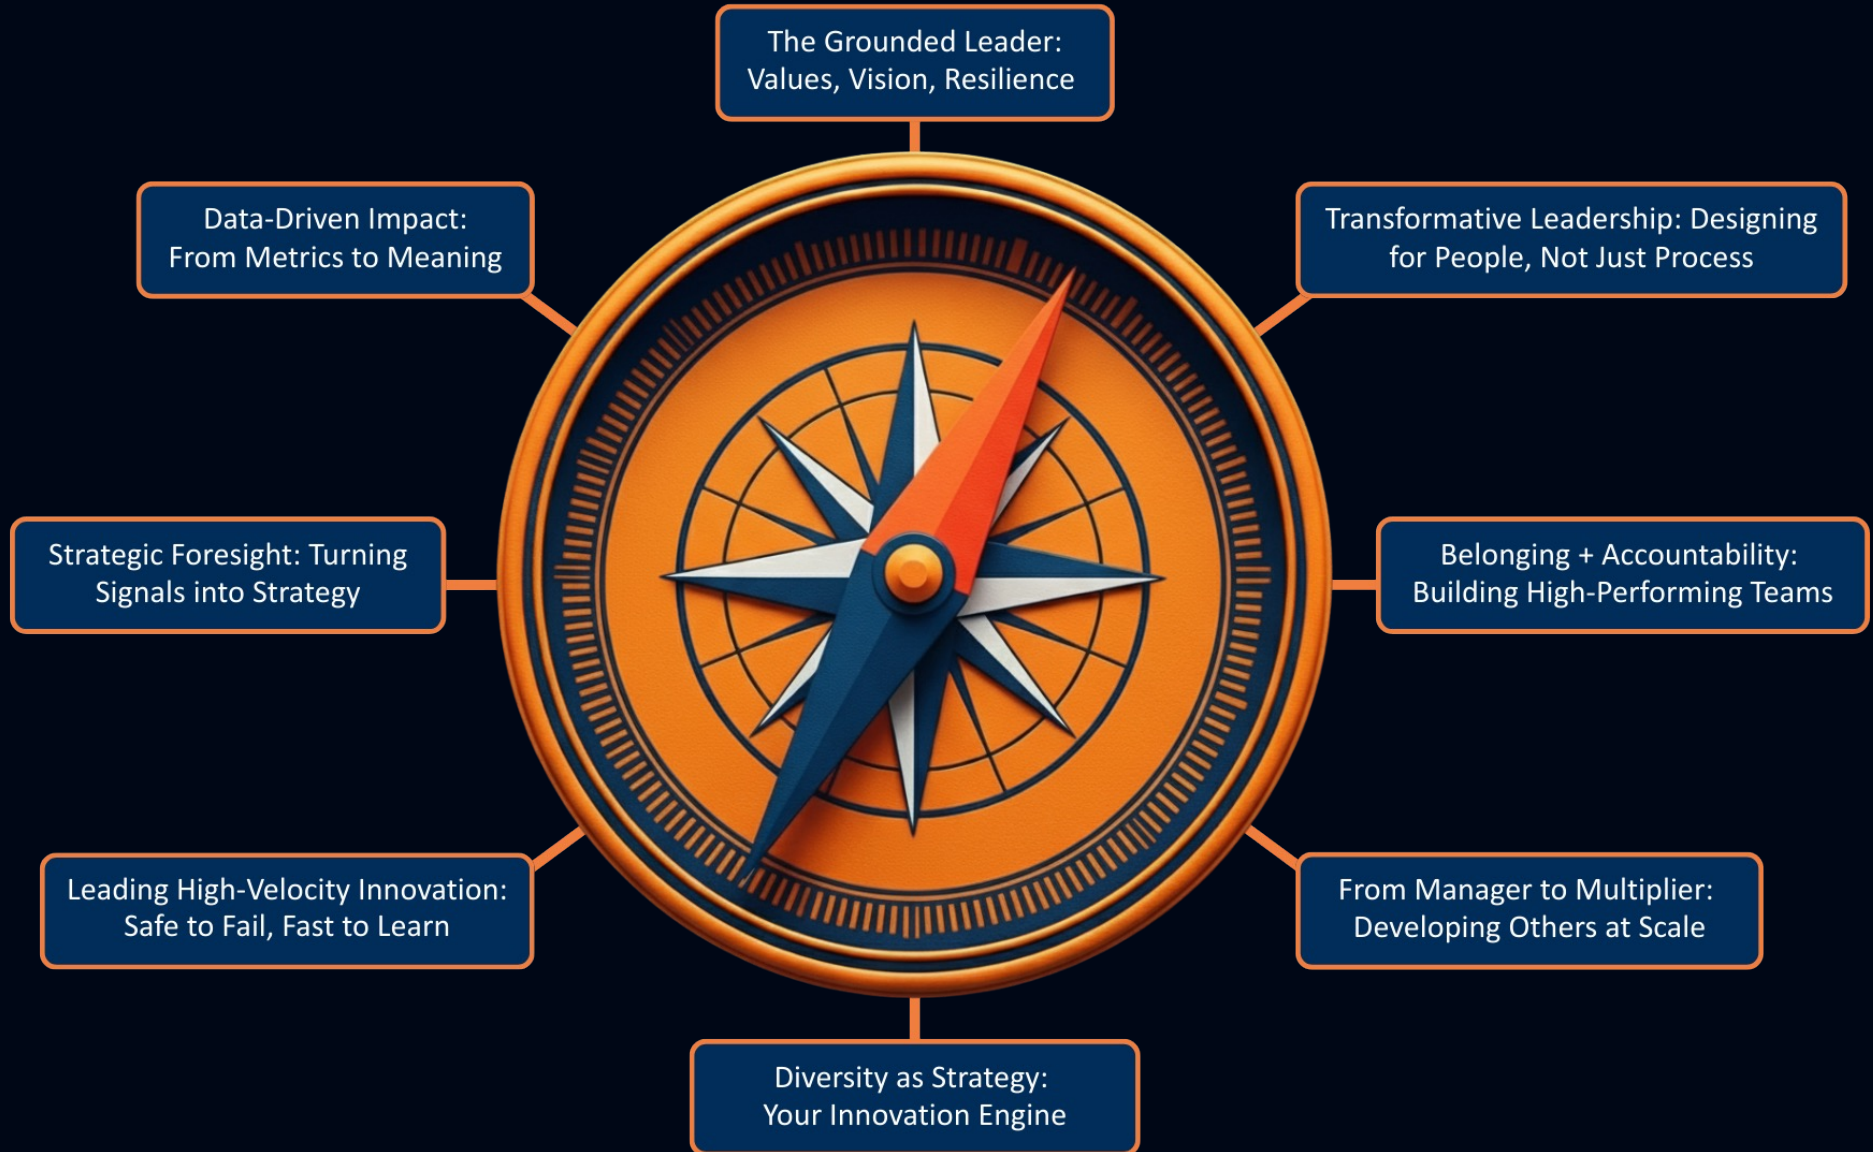 The Grounded Leader:
Values, Vision, Resilience
Data-Driven Impact:
From Metrics to Meaning
Transformative Leadership: Designing
for People, Not Just Process
Strategic Foresight: Turning
Signals into Strategy
Belonging + Accountability:
Building High-Performing Teams
Leading High-Velocity Innovation:
Safe to Fail, Fast to Learn
From Manager to Multiplier:
Developing Others at Scale
Diversity as Strategy:
Your Innovation Engine